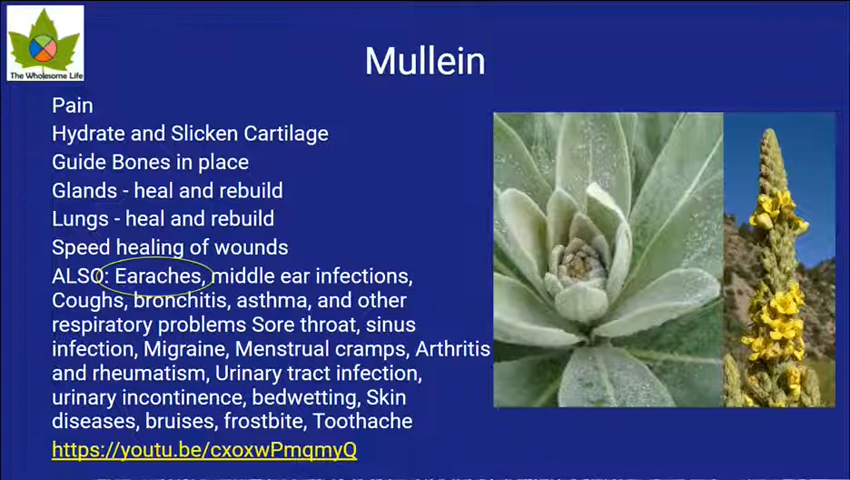 The Wholesome Life
Mullein
Pain
Hydrate and Slicken Cartilage
Guide Bones in place
Glands - heal and rebuild
Lungs - heal and rebuild
Speed healing of wounds
ALSO: Earaches, middle ear infections,
Coughs, bronchitis, asthma, and other
respiratory problems Sore throat, sinus
infection, Migraine, Menstrual cramps, Arthritis
and rheumatism, Urinary tract infection,
urinary incontinence, bedwetting, Skin
diseases, bruises, frostbite, Toothache
https://youtu.be/cxoxwPmqmyQ